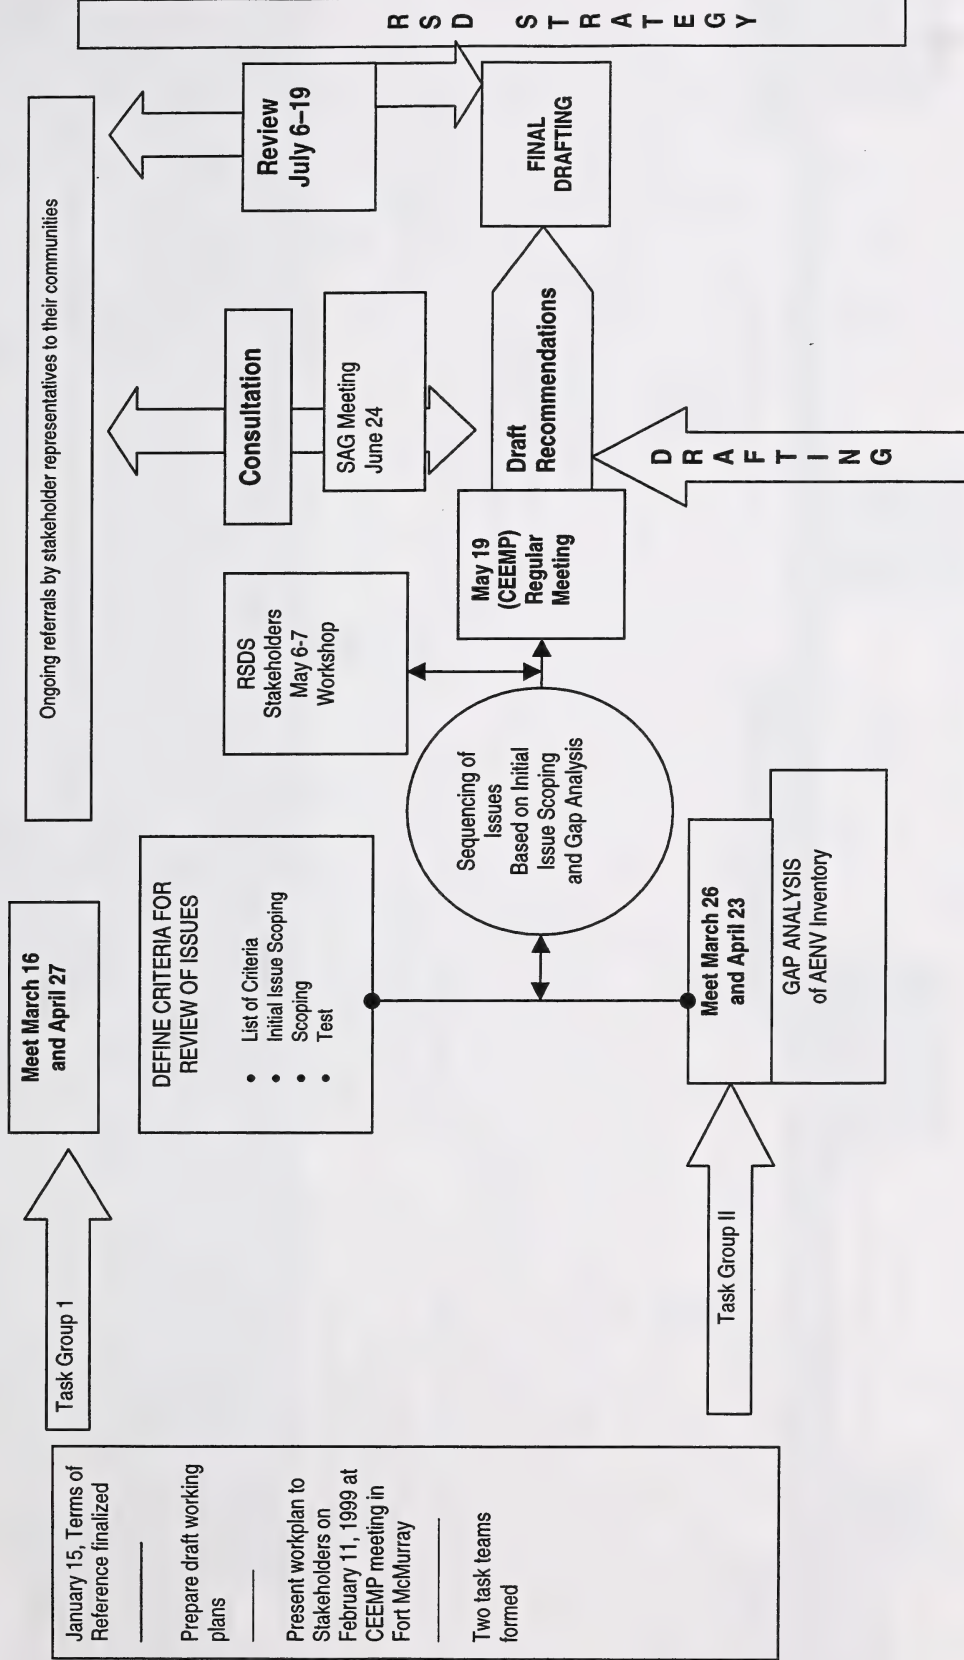 January 15, Terms of
Reference finalized
Prepare draft working
plans
Present workplan to
Stakeholders on
February 11, 1999 at
CEEMP meeting in
Fort McMurray
Two task teams
formed
Task Group 1
Meet March 16
and April 27
DEFINE CRITERIA FOR
REVIEW OF ISSUES
• List of Criteria
• Initial Issue Scoping
• Scoping
• Test
Task Group II
Meet March 26
and April 23
GAP ANALYSIS
of AENV Inventory
Sequencing of
Issues
Based on Initial
Issue Scoping
and Gap Analysis
RSDS
Stakeholders
May 6-7
Workshop
May 19
(CEEMP)
Regular
Meeting
Ongoing referrals by stakeholder representatives to their communities
Consultation
SAG Meeting
June 24
Draft
Recommendations
D
R
A
F
T
I
N
G
Review
July 6–19
FINAL
DRAFTING
R
S
D
S
T
R
A
T
E
G
Y